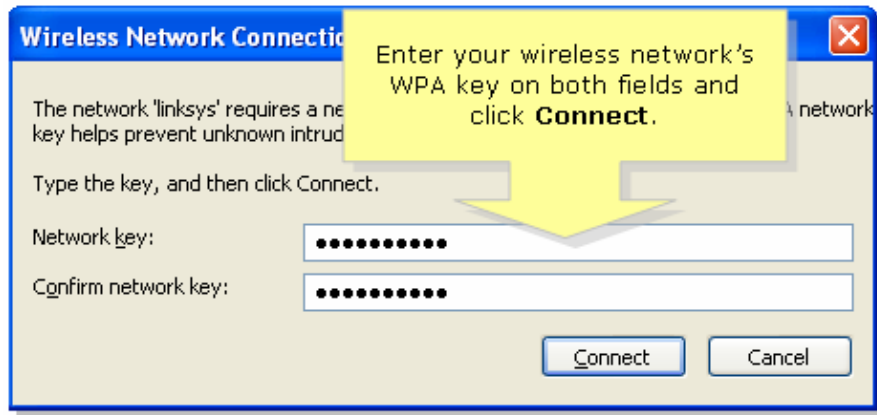 Wireless Network Connectio
Enter your wireless network's
WPA key on both fields and
click Connect.
The network 'linksys' requires a ne
network
key helps prevent unknown intrud
Type the key, and then click Connect.
Network key:
●●●●●●●●●●
Confirm network key:
●●●●●●●●●●
Connect
Cancel